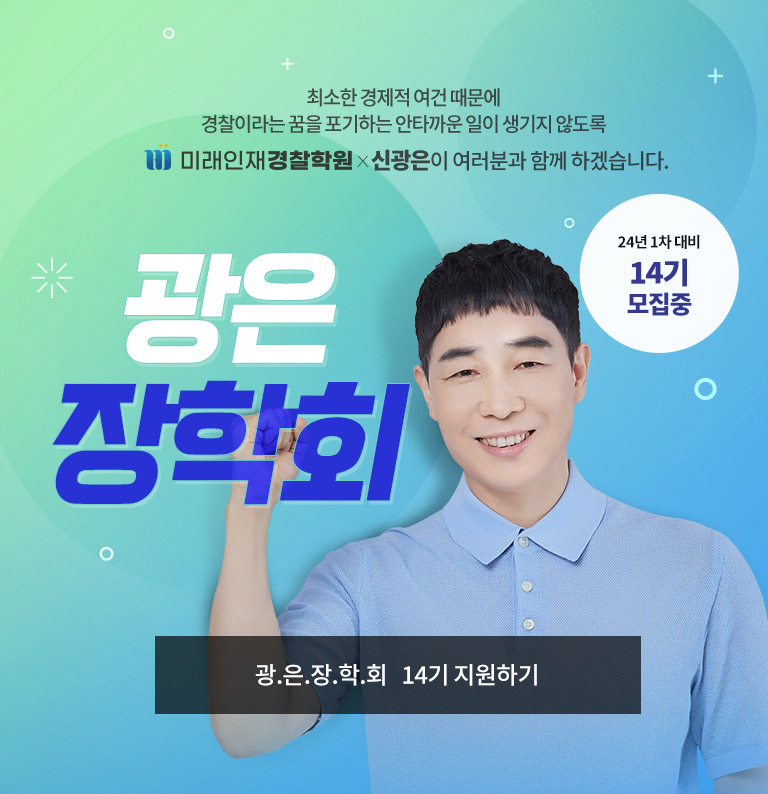 최소한 경제적 여건 때문에
경찰이라는 꿈을 포기하는 안타까운 일이 생기지 않도록
미래인재경찰학원×신광은이 여러분과 함께 하겠습니다.
24년 1차 대비
14기
모집중
광은
장학회
광.은.장.학.회 14기 지원하기